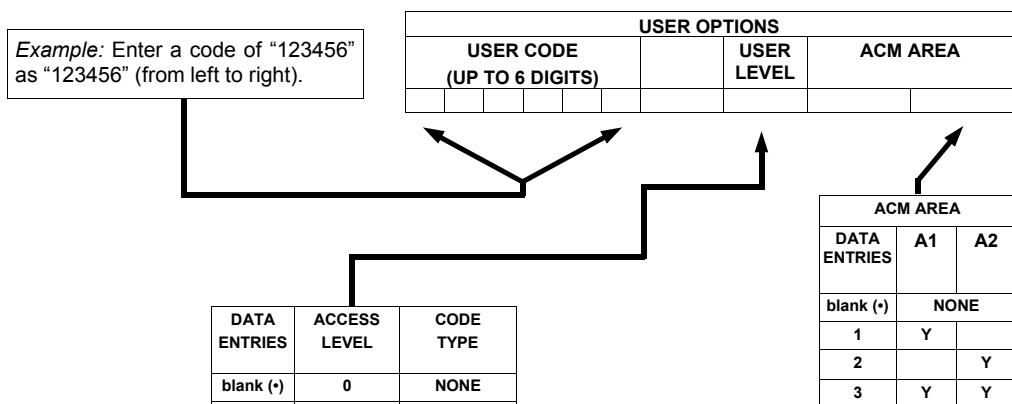 Example: Enter a code of “123456”
as “123456” (from left to right).
USER OPTIONS
USER CODE
(UP TO 6 DIGITS)
USER
LEVEL
ACM AREA
ACM AREA
DATA
ENTRIES
A1 A2
blank (•) NONE
1 Y
2 Y
3 Y Y
DATA
ENTRIES
ACCESS
LEVEL
CODE
TYPE
blank (•) 0 NONE